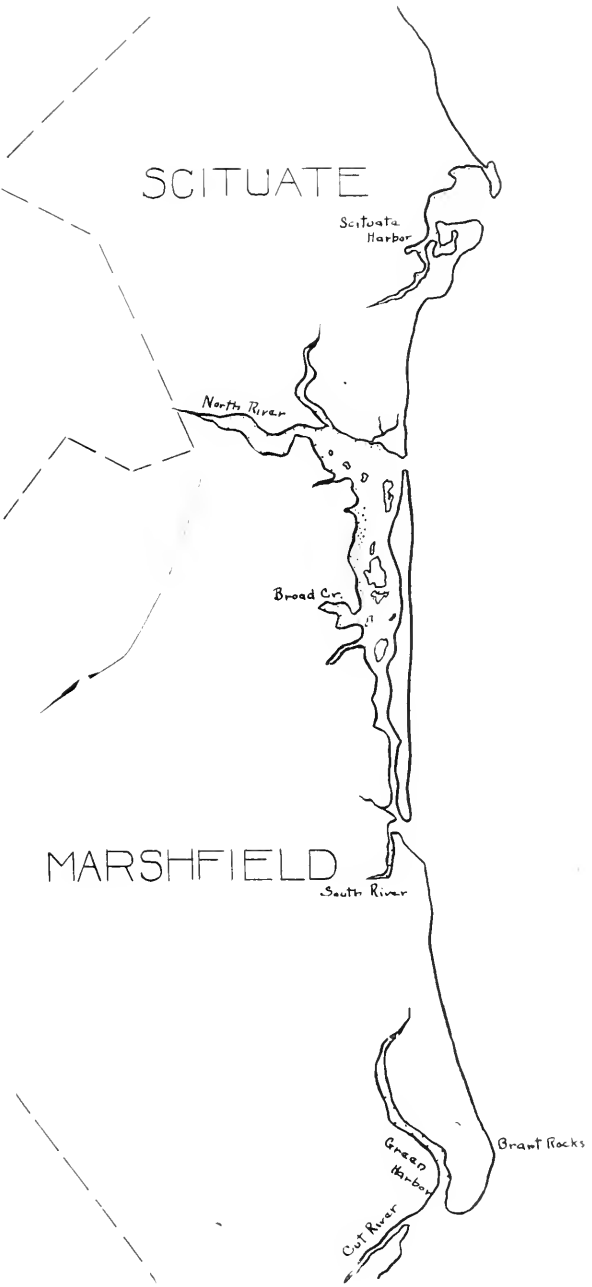 SCITUATE
Scituate
Harbor
North River
Broad Cr.
MARSHFIELD
South River
Brant Rocks
Green
Harbor
Cut River